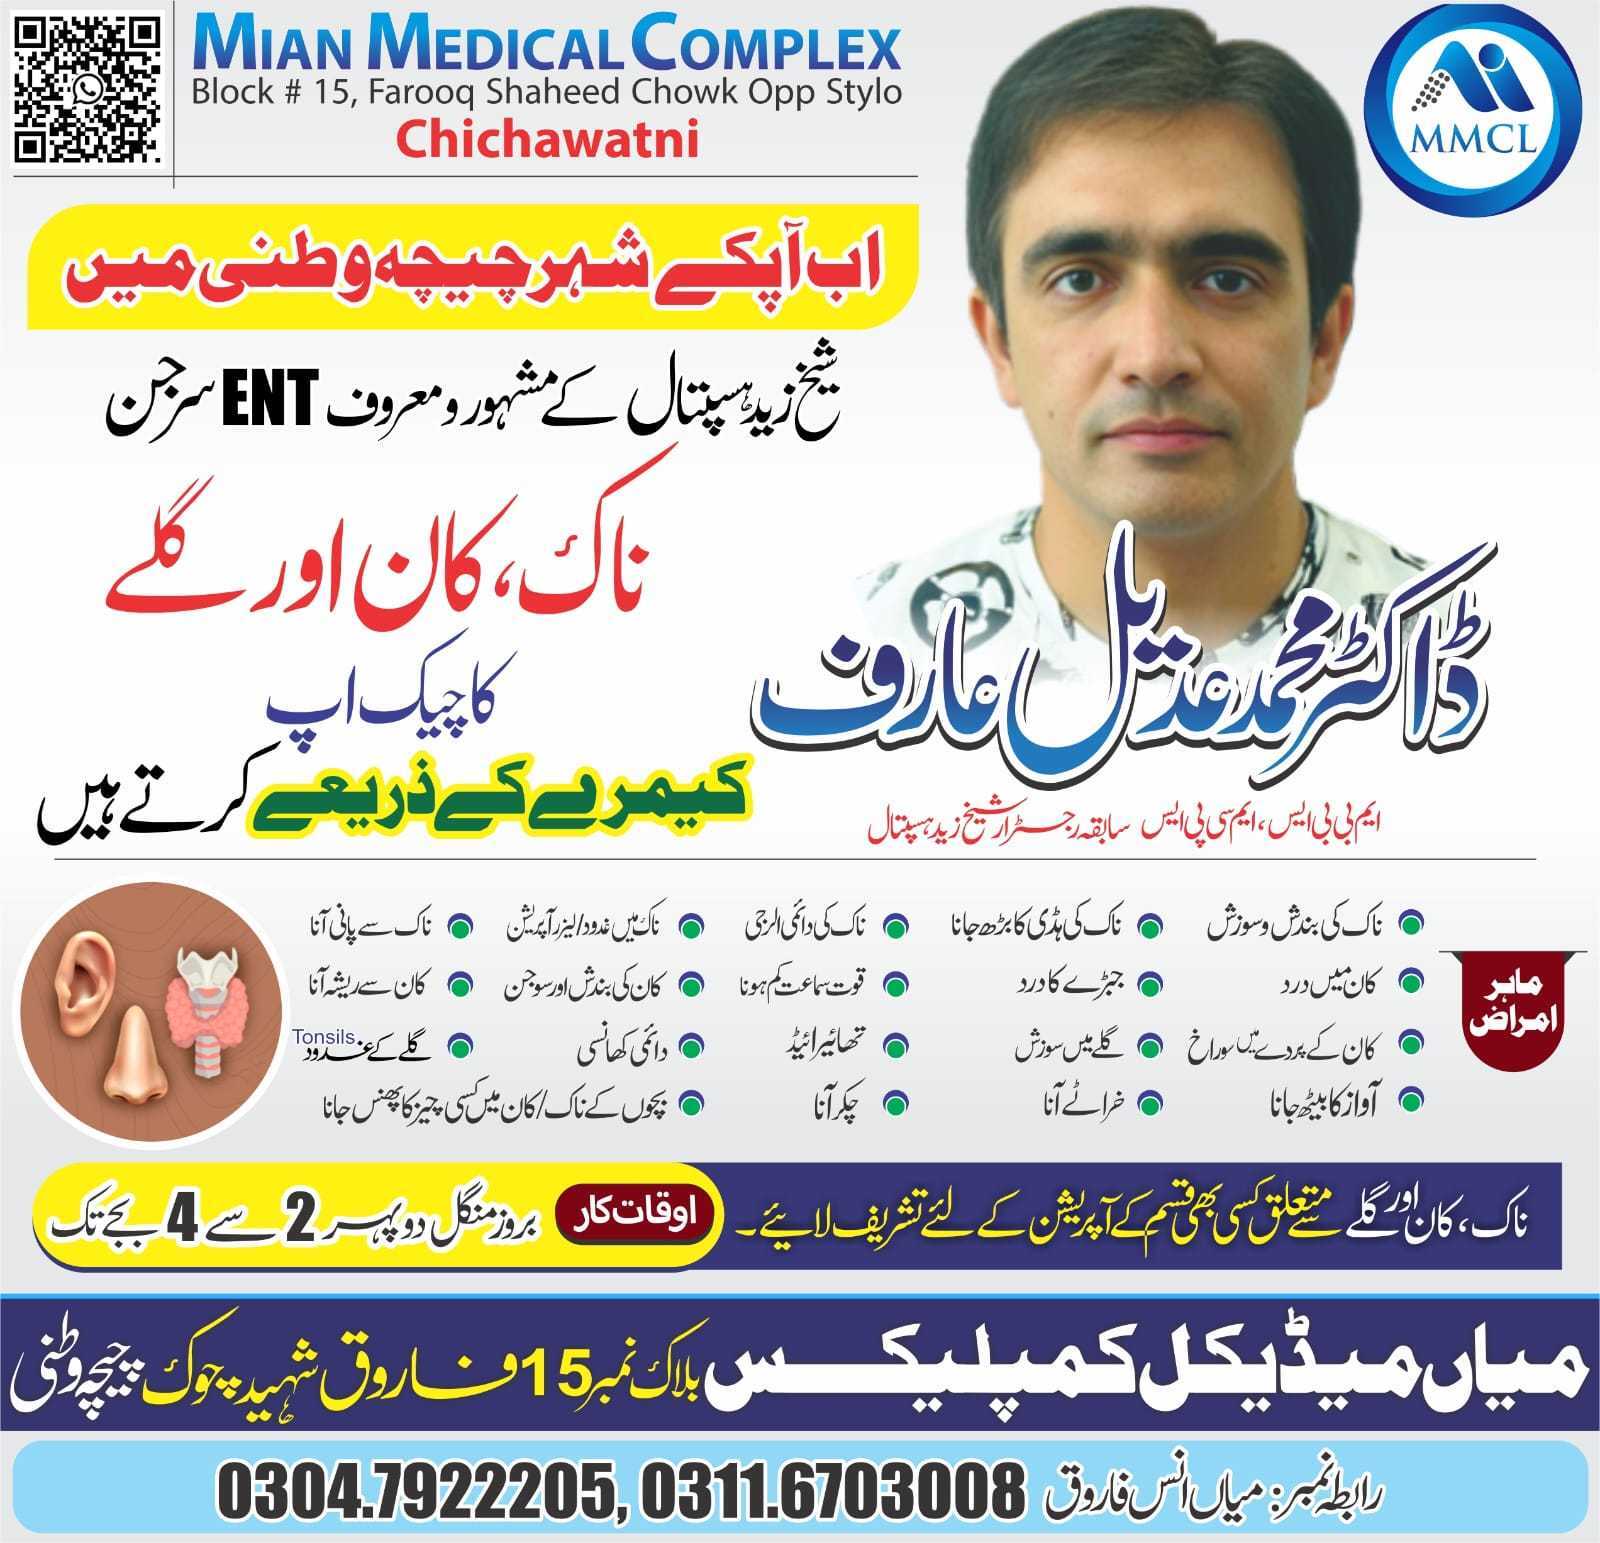 MIAN MEDICAL COMPLEX
Block # 15, Farooq Shaheed Chowk Opp Stylo
Chichawatni
MMCL
اب آپکے شہر چیچہ وطنی میں
شیخ زید ہسپتال کے مشہور و معروف ENT سرجن
ناک، کان اور گلے
کا چیک اپ
کیمرے کے ذریعے کرتے ہیں
ڈاکٹر محمد عدیل عارف
ایم بی بی ایس، ایم سی پی ایس سابقہ رجسٹرار شیخ زید ہسپتال
ماہر امراض
ناک کی بندش و سوزش
ناک کی ہڈی کا بڑھ جانا
ناک کی دائمی الرجی
ناک میں غدود/لیزر آپریشن
ناک سے پانی آنا
کان میں درد
جبڑے کا درد
قوت سماعت کم ہونا
کان کی بندش اور سوجن
کان سے ریشہ آنا
کان کے پردے میں سوراخ
گلے میں سوزش
تھائیرائیڈ
دائمی کھانسی
گلے کے غدود Tonsils
آواز کا بیٹھ جانا
خراٹے آنا
چکر آنا
بچوں کے ناک/کان میں کسی چیز کا پھنس جانا
ناک، کان اور گلے سے متعلق کسی بھی قسم کے آپریشن کے لئے تشریف لائیے۔
اوقات کار بروز منگل دوپہر 2 سے 4 بجے تک
میاں میڈیکل کمپلیکس بلاک نمبر 15 فاروق شہید چوک چیچہ وطنی
رابطہ نمبر: میاں انس فاروق 0304.7922205, 0311.6703008